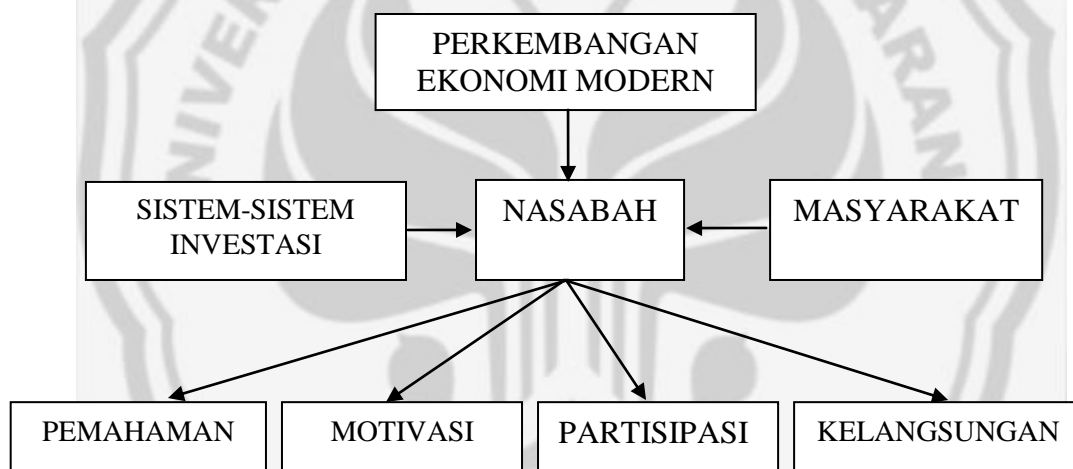 PERKEMBANGAN
EKONOMI MODERN
SISTEM-SISTEM
INVESTASI
NASABAH
MASYARAKAT
PEMAHAMAN
MOTIVASI
PARTISIPASI
KELANGSUNGAN